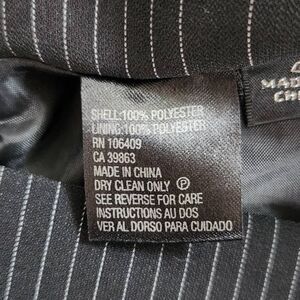 SHELL:100% POLYESTER
LINING:100% POLYESTER
RN 106409
CA 39863
MADE IN CHINA
DRY CLEAN ONLY Ⓟ
SEE REVERSE FOR CARE
INSTRUCTIONS AU DOS
VER AL DORSO PARA CUIDADO